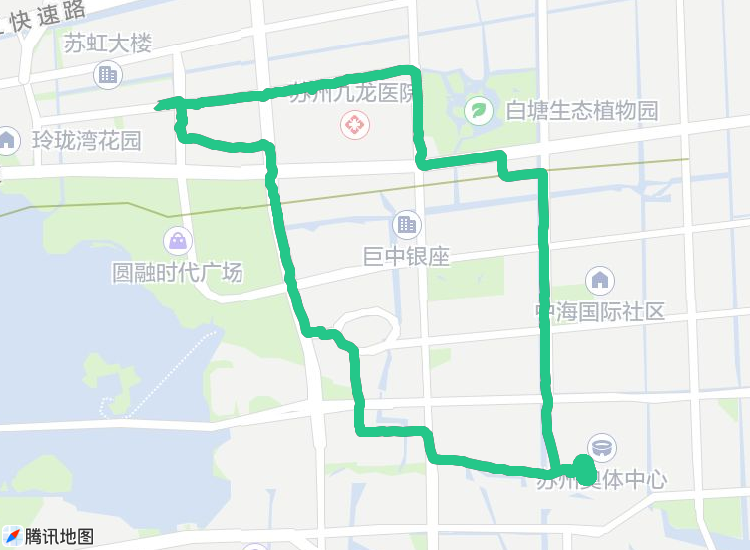 快速路
苏虹大楼
苏州九龙医院
白塘生态植物园
玲珑湾花园
巨中银座
圆融时代广场
中海国际社区
苏州奥体中心
腾讯地图